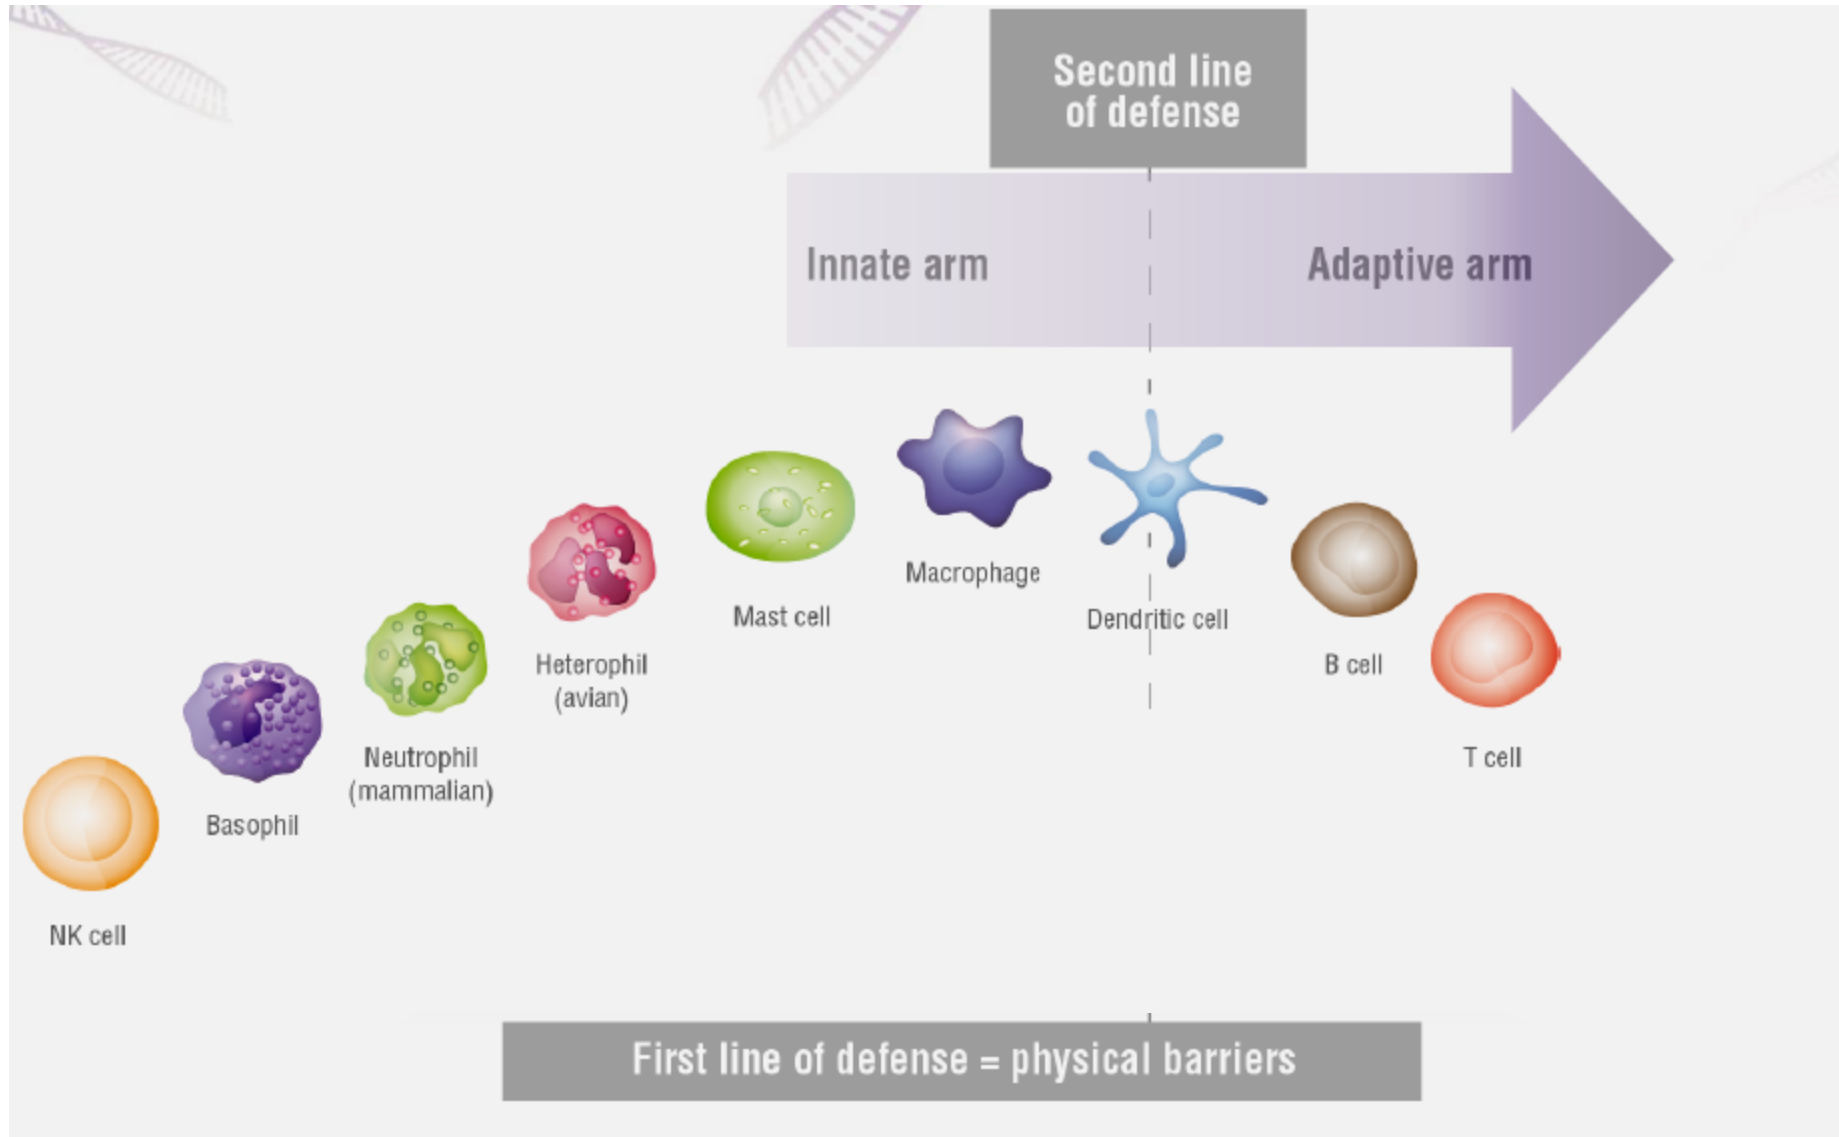 Second line
of defense
Innate arm
Adaptive arm
Macrophage
Mast cell
Dendritic cell
Heterophil
(avian)
B cell
Neutrophil
(mammalian)
T cell
Basophil
NK cell
First line of defense = physical barriers